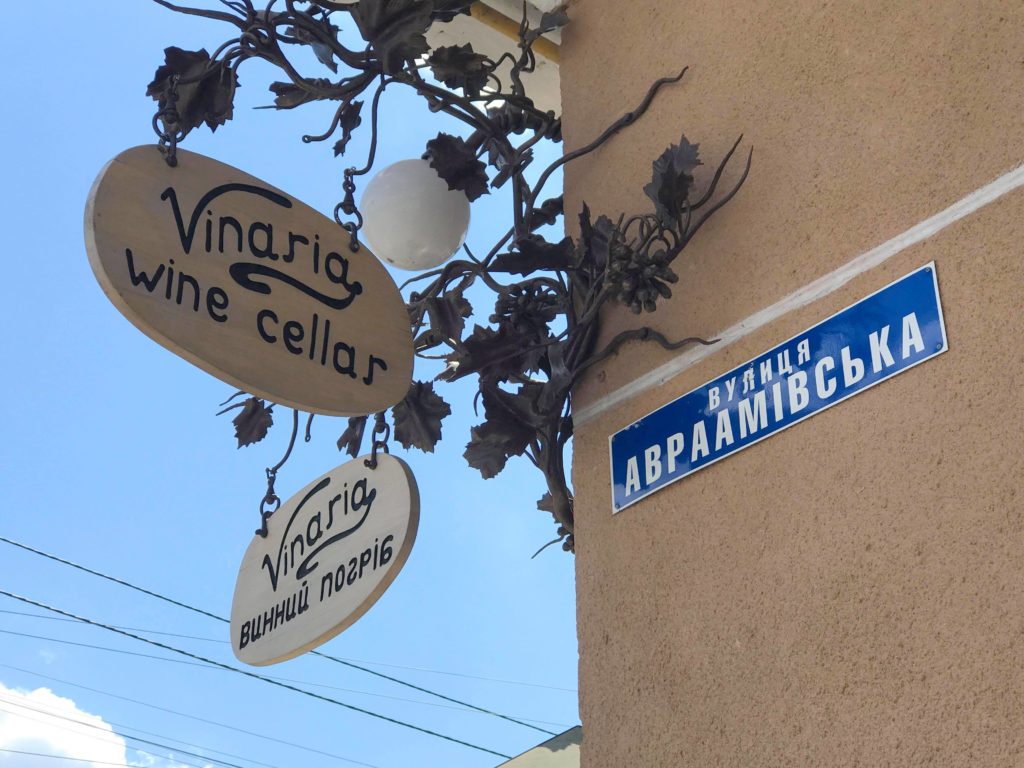 Vinaria
wine cellar
Vinaria
винний погріб
ВУЛИЦЯ
АВРААМІВСЬКА